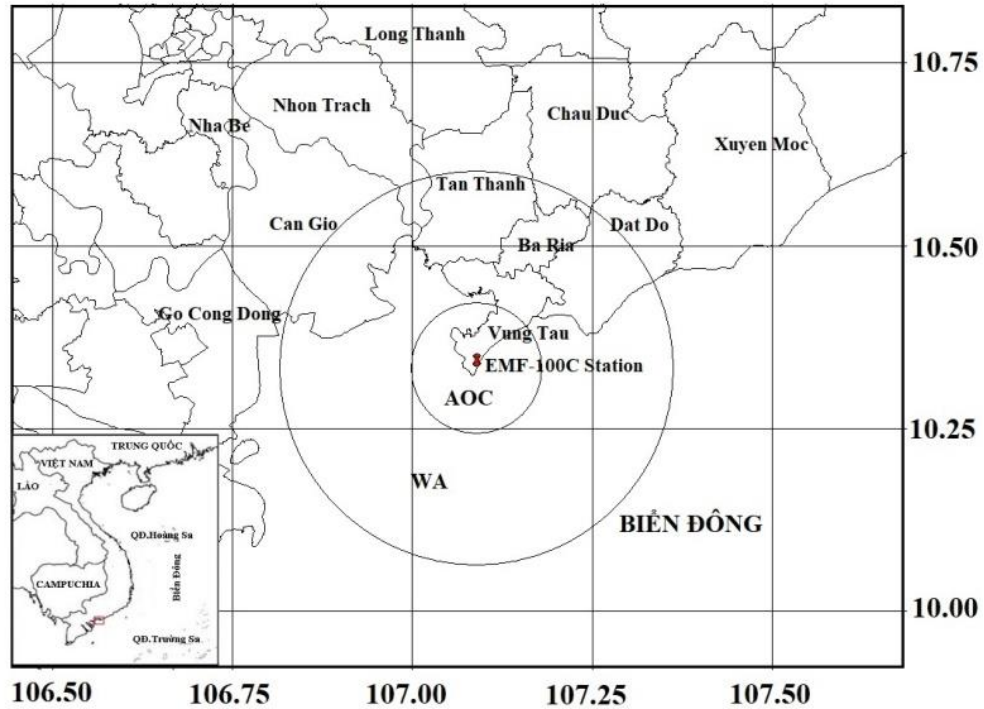 Long Thanh
10.75
Nhon Trach
Chau Duc
Nha Be
Xuyen Moc
Tan Thanh
Can Gio
Dat Do
Ba Ria
10.50
Go Cong Dong
Vung Tau
EMF-100C Station
AOC
10.25
WA
BIỂN ĐÔNG
TRUNG QUỐC
VIỆT NAM
LÀO
QĐ.Hoàng Sa
Biển Đông
CAMPUCHIA
QĐ.Trường Sa
10.00
106.50
106.75
107.00
107.25
107.50